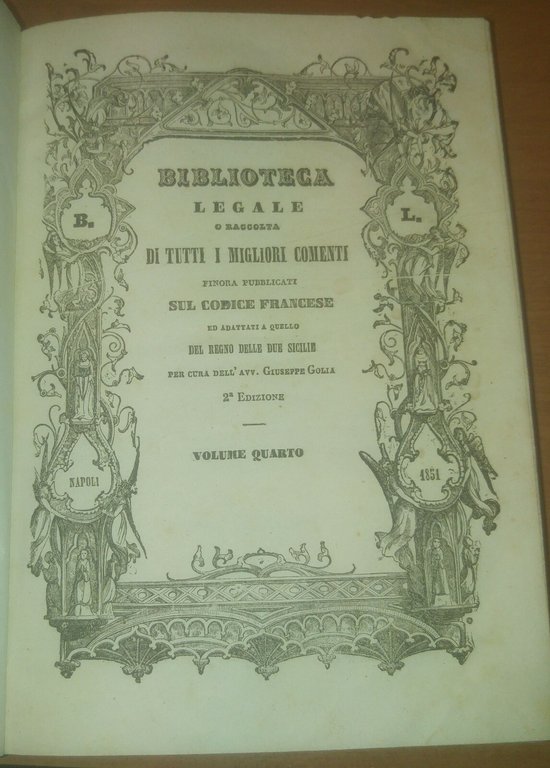 BIBLIOTECA
LEGALE
O RACCOLTA
DI TUTTI I MIGLIORI COMENTI
FINORA PUBBLICATI
SUL CODICE FRANCESE
ED ADATTATI A QUELLO
DEL REGNO DELLE DUE SICILIE
PER CURA DELL' AVV. GIUSEPPE GOLIA
2ª EDIZIONE
VOLUME QUARTO
B.
L.
NAPOLI
1851